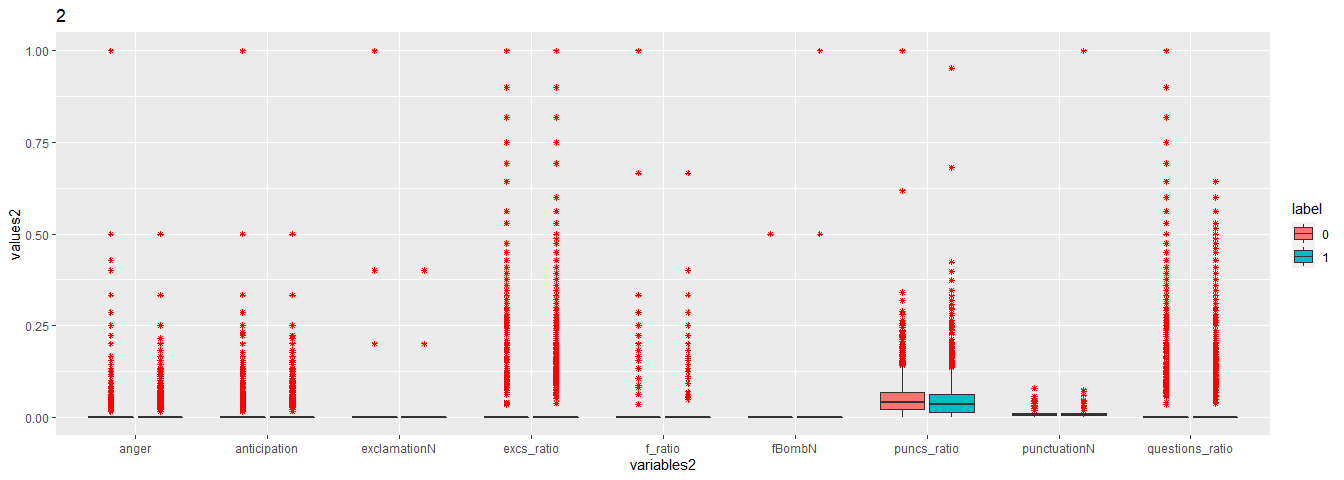 2
1.00
0.75
0.50
0.25
0.00
values2
anger anticipation exclamationN excs_ratio f_ratio fBombN puncs_ratio punctuationN questions_ratio
variables2
label
0
1